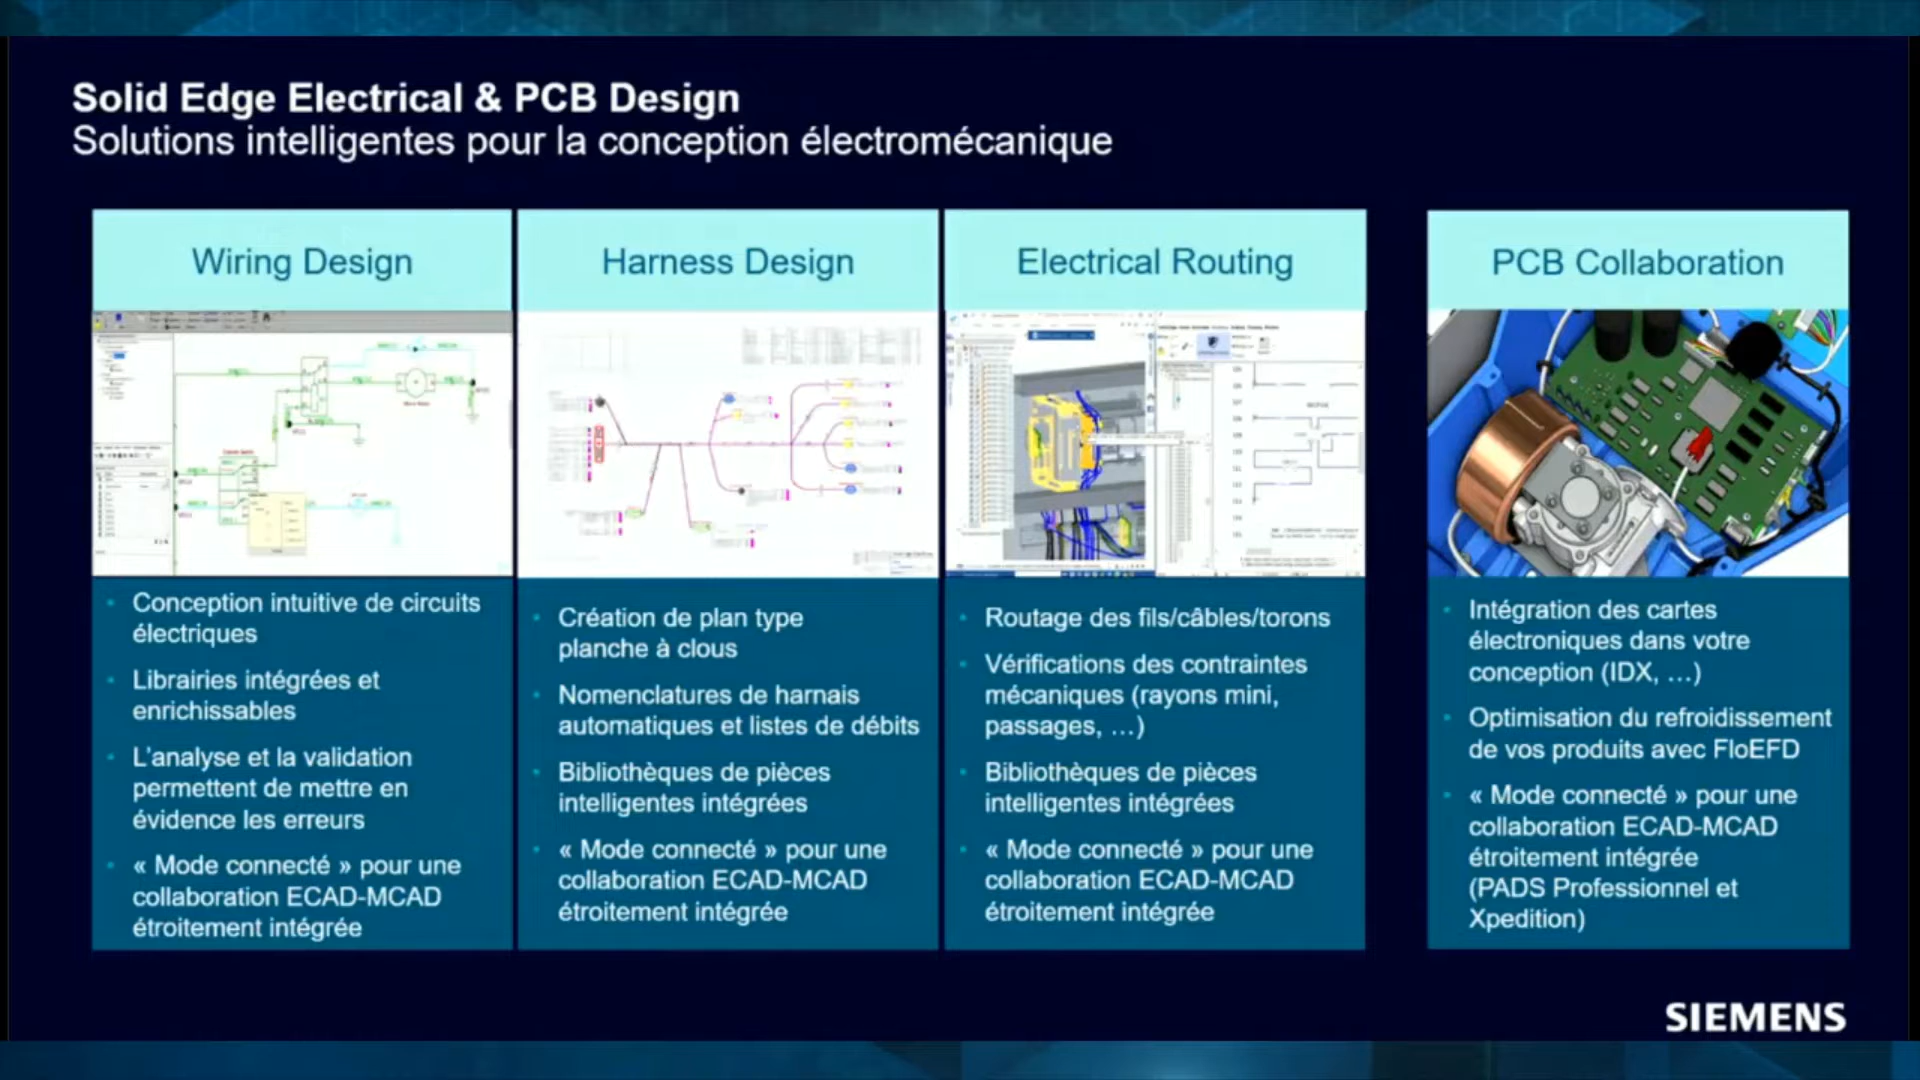 Solid Edge Electrical & PCB Design
Solutions intelligentes pour la conception électromécanique
Wiring Design
Conception intuitive de circuits
électriques
Librairies intégrées et
enrichissables
L'analyse et la validation
permettent de mettre en
évidence les erreurs
« Mode connecté » pour une
collaboration ECAD-MCAD
étroitement intégrée
Harness Design
Création de plan type
planche à clous
Nomenclatures de harnais
automatiques et listes de débits
Bibliothèques de pièces
intelligentes intégrées
« Mode connecté » pour une
collaboration ECAD-MCAD
étroitement intégrée
Electrical Routing
Routage des fils/câbles/torons
Vérifications des contraintes
mécaniques (rayons mini,
passages, ...)
Bibliothèques de pièces
intelligentes intégrées
« Mode connecté » pour une
collaboration ECAD-MCAD
étroitement intégrée
PCB Collaboration
Intégration des cartes
électroniques dans votre
conception (IDX, ...)
Optimisation du refroidissement
de vos produits avec FloEFD
« Mode connecté » pour une
collaboration ECAD-MCAD
étroitement intégrée
(PADS Professionnel et
Xpedition)
SIEMENS